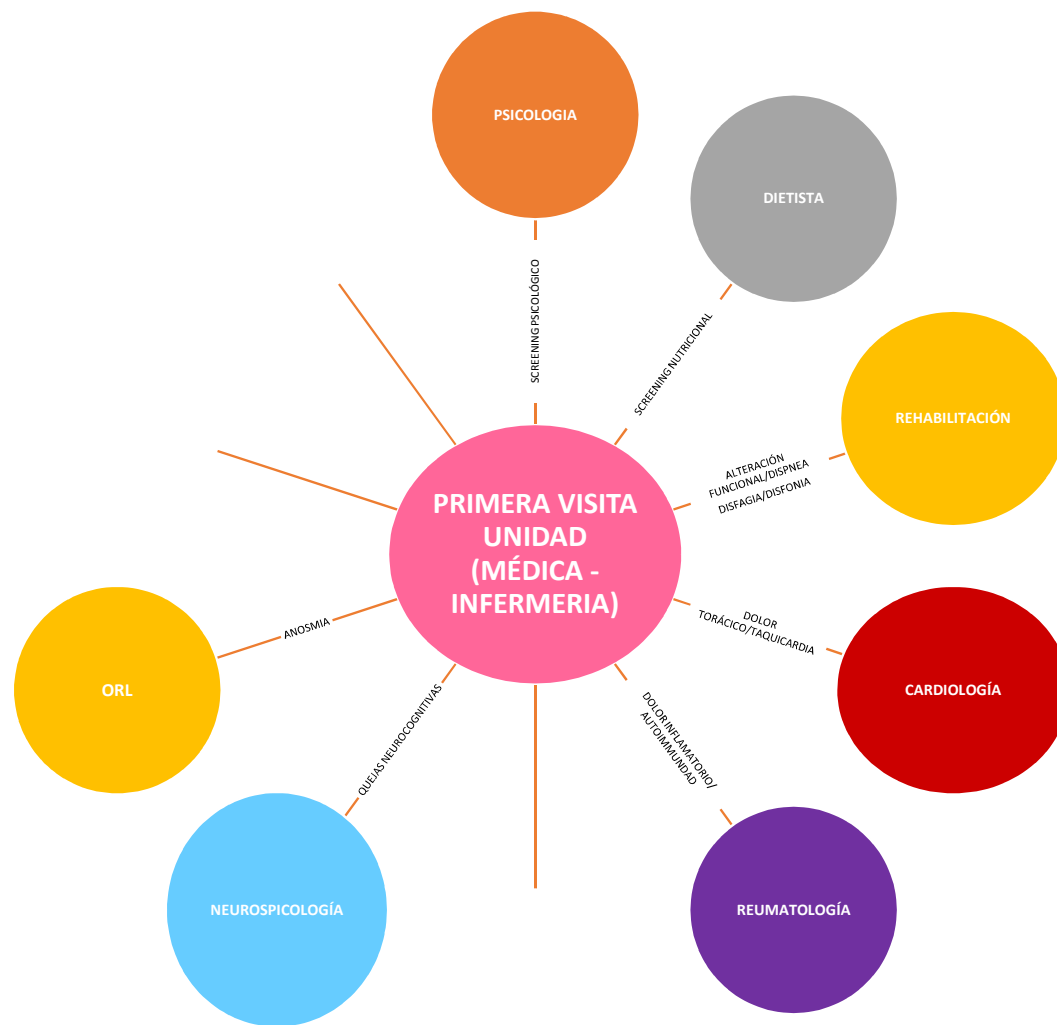 PSICOLOGIA
DIETISTA
SCREENING PSICOLÓGICO
SCREENING NUTRICIONAL
REHABILITACIÓN
ALTERACIÓN
FUNCIONAL/DISPNEA
DISFAGIA/DISFONIA
PRIMERA VISITA
UNIDAD
(MÉDICA -
INFERMERIA)
DOLOR
TORÁCICO/TAQUICARDIA
CARDIOLOGÍA
ANOSMIA
ORL
QUEJAS NEUROCOGNITIVAS
DOLOR INFLAMATORIO/
AUTOIMMUNDAD
NEUROSPICOLOGÍA
REUMATOLOGÍA